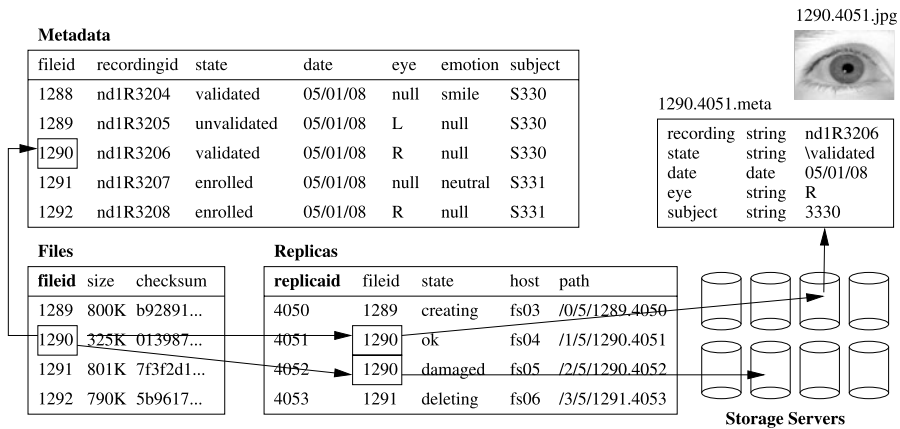 1290.4051.jpg
Metadata
fileid recordingid state date eye emotion subject
1288 nd1R3204 validated 05/01/08 null smile S330
1289 nd1R3205 unvalidated 05/01/08 L null S330
1290 nd1R3206 validated 05/01/08 R null S330
1291 nd1R3207 enrolled 05/01/08 null neutral S331
1292 nd1R3208 enrolled 05/01/08 R null S331
1290.4051.meta
recording string nd1R3206
state string \validated
date date 05/01/08
eye string R
subject string 3330
Files
fileid size checksum
1289 800K b92891...
1290 325K 013987...
1291 801K 7f3f2d1...
1292 790K 5b9617...
Replicas
replicaid fileid state host path
4050 1289 creating fs03 /0/5/1289.4050
4051 1290 ok fs04 /1/5/1290.4051
4052 1290 damaged fs05 /2/5/1290.4052
4053 1291 deleting fs06 /3/5/1291.4053
Storage Servers